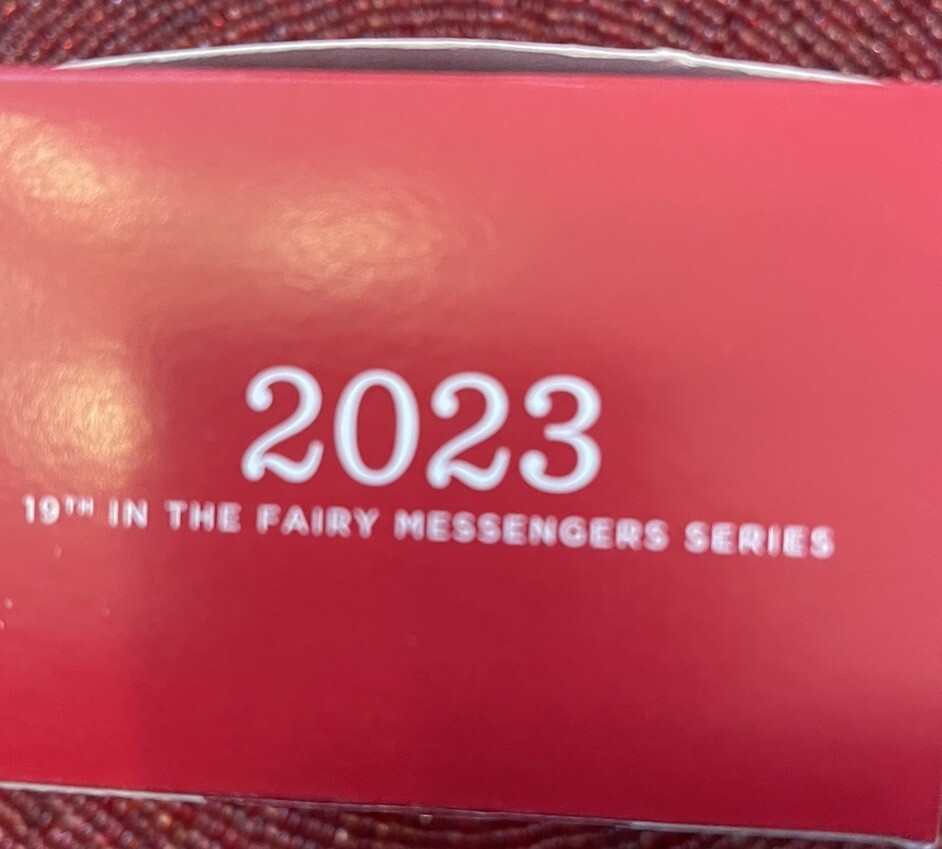 2023
19TH IN THE FAIRY MESSENGERS SERIES